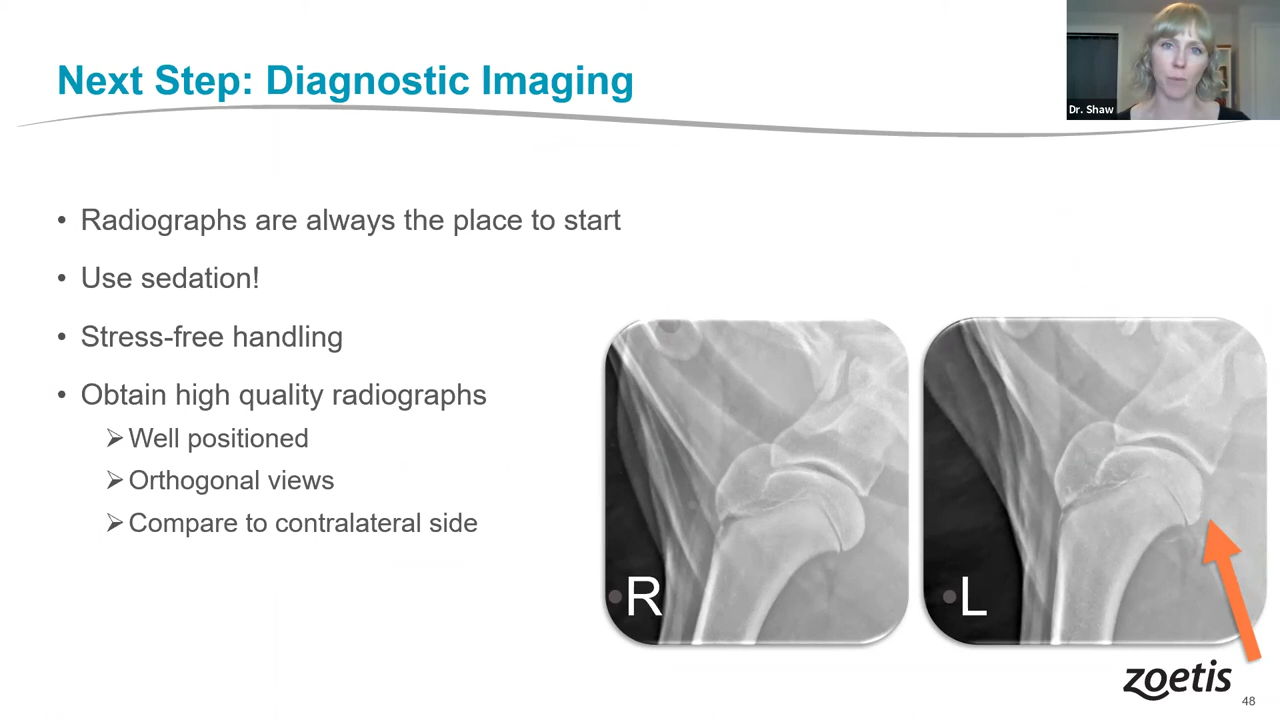 Next Step: Diagnostic Imaging
Dr. Shaw
• Radiographs are always the place to start
• Use sedation!
• Stress-free handling
• Obtain high quality radiographs
➢ Well positioned
➢ Orthogonal views
➢ Compare to contralateral side
R
L
zoetis
48